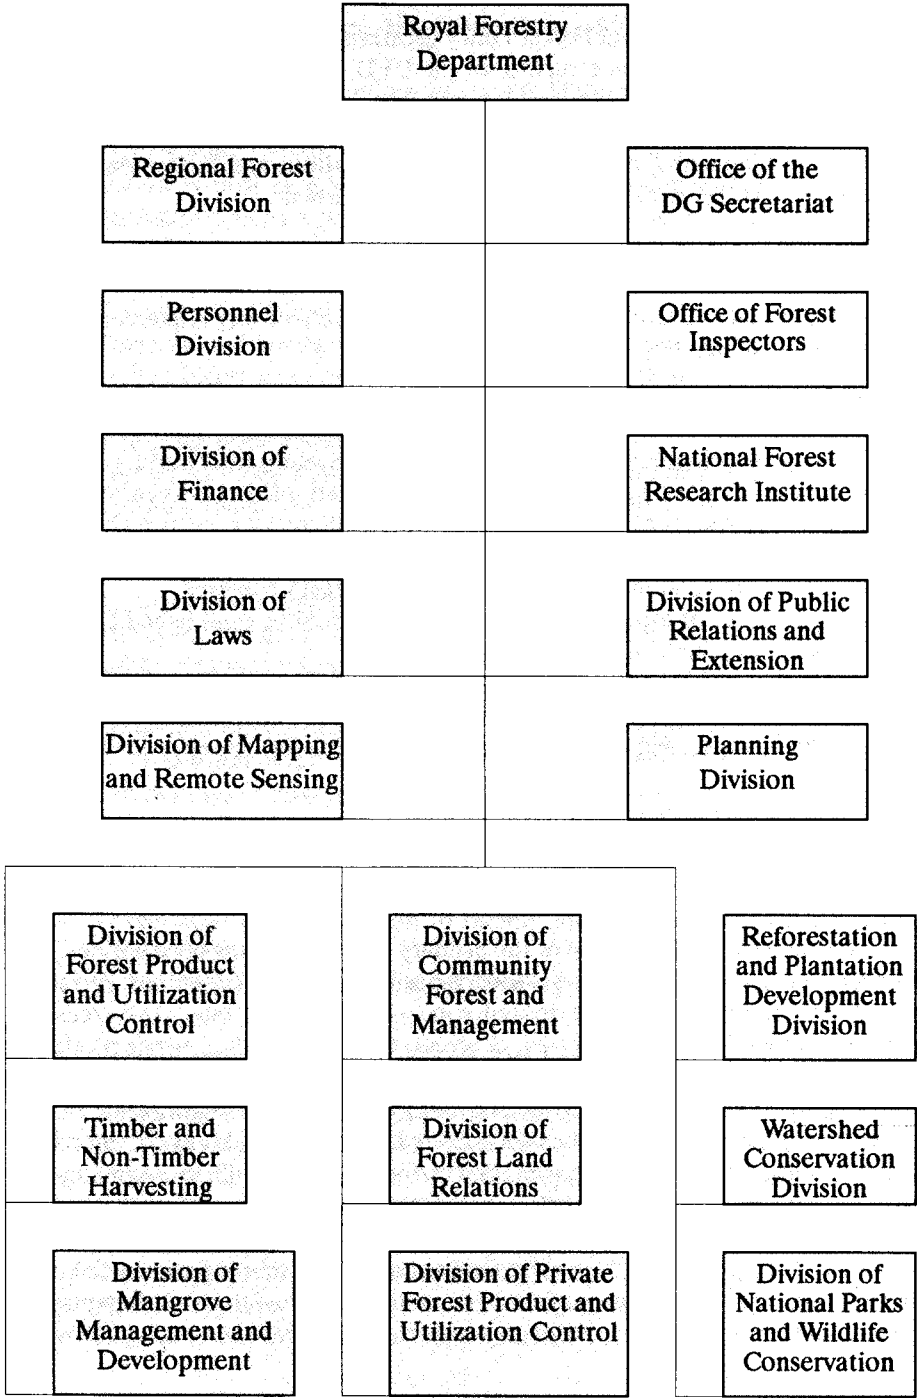 Royal Forestry
Department
Regional Forest
Division
Office of the
DG Secretariat
Personnel
Division
Office of Forest
Inspectors
Division of
Finance
National Forest
Research Institute
Division of
Laws
Division of Public
Relations and
Extension
Division of Mapping
and Remote Sensing
Planning
Division
Division of
Forest Product
and Utilization
Control
Division of
Community
Forest and
Management
Reforestation
and Plantation
Development
Division
Timber and
Non-Timber
Harvesting
Division of
Forest Land
Relations
Watershed
Conservation
Division
Division of
Mangrove
Management and
Development
Division of Private
Forest Product and
Utilization Control
Division of
National Parks
and Wildlife
Conservation